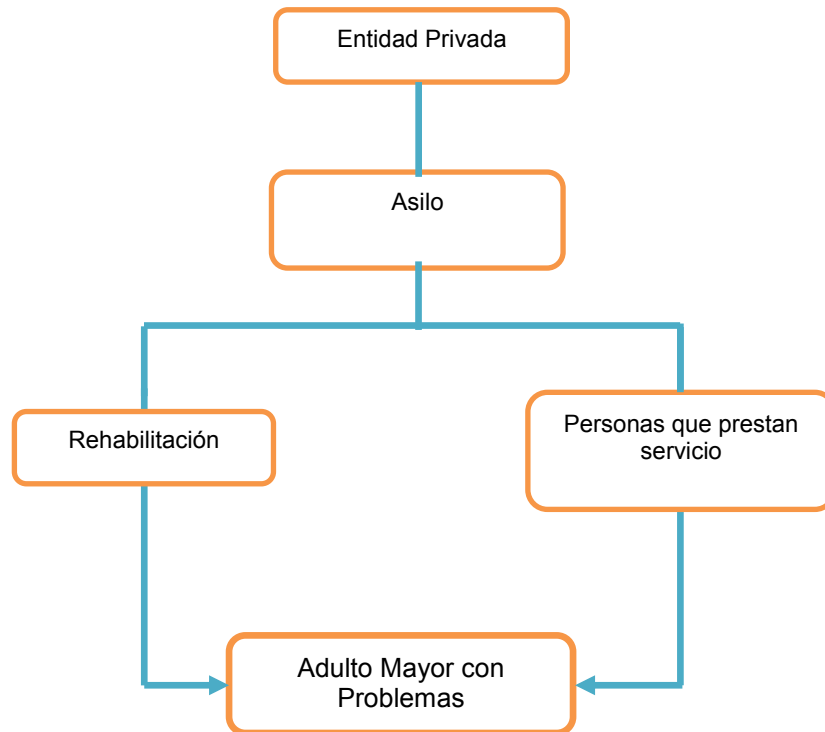 Entidad Privada
Asilo
Rehabilitación
Personas que prestan
servicio
Adulto Mayor con
Problemas